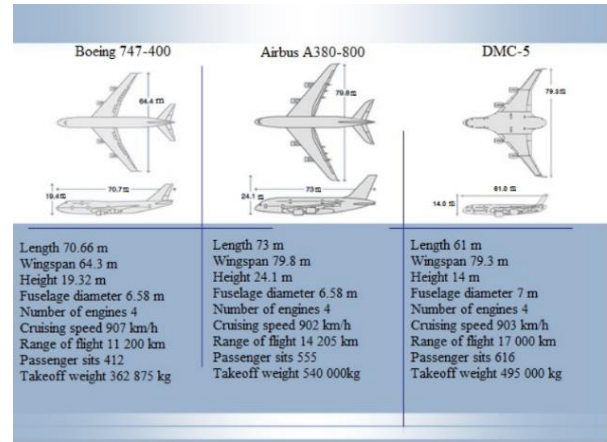 Boeing 747-400
Airbus A380-800
DMC-5
64.4 m
79.8 m
79.3 m
70.7 m
19.4 m
73 m
24.1 m
61.0 m
14.0 m
Length 70.66 m
Wingspan 64.3 m
Height 19.32 m
Fuselage diameter 6.58 m
Number of engines 4
Cruising speed 907 km/h
Range of flight 11 200 km
Passenger sits 412
Takeoff weight 362 875 kg
Length 73 m
Wingspan 79.8 m
Height 24.1 m
Fuselage diameter 6.58 m
Number of engines 4
Cruising speed 902 km/h
Range of flight 14 205 km
Passenger sits 555
Takeoff weight 540 000kg
Length 61 m
Wingspan 79.3 m
Height 14 m
Fuselage diameter 7 m
Number of engines 4
Cruising speed 903 km/h
Range of flight 17 000 km
Passenger sits 616
Takeoff weight 495 000 kg